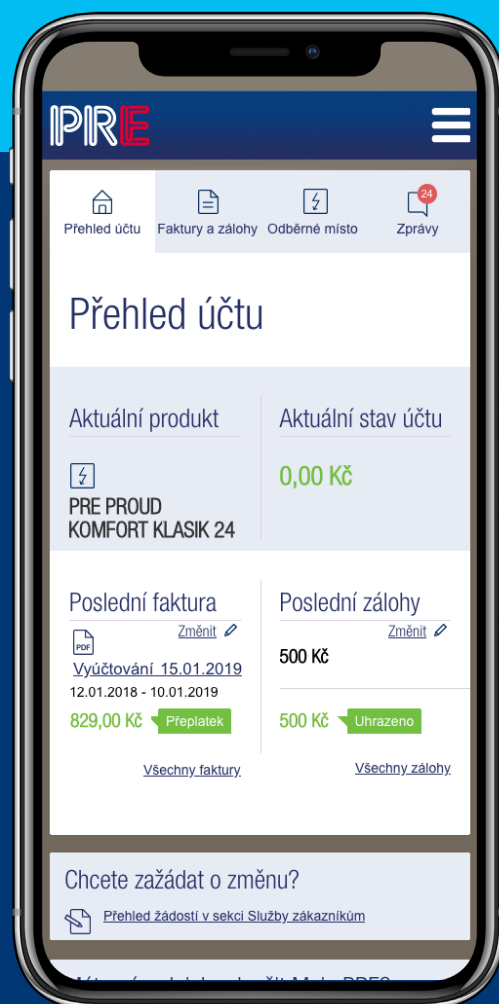 PRE
24
Přehled účtu
Faktury a zálohy
Odběrné místo
Zprávy
Přehled účtu
Aktuální produkt
PRE PROUD
KOMFORT KLASIK 24
Aktuální stav účtu
0,00 Kč
Poslední faktura
Změnit
PDF
Vyúčtování 15.01.2019
12.01.2018 - 10.01.2019
829,00 Kč
Přeplatek
Všechny faktury
Poslední zálohy
Změnit
500 Kč
500 Kč
Uhrazeno
Všechny zálohy
Chcete zažádat o změnu?
Přehled žádostí v sekci Služby zákazníkům